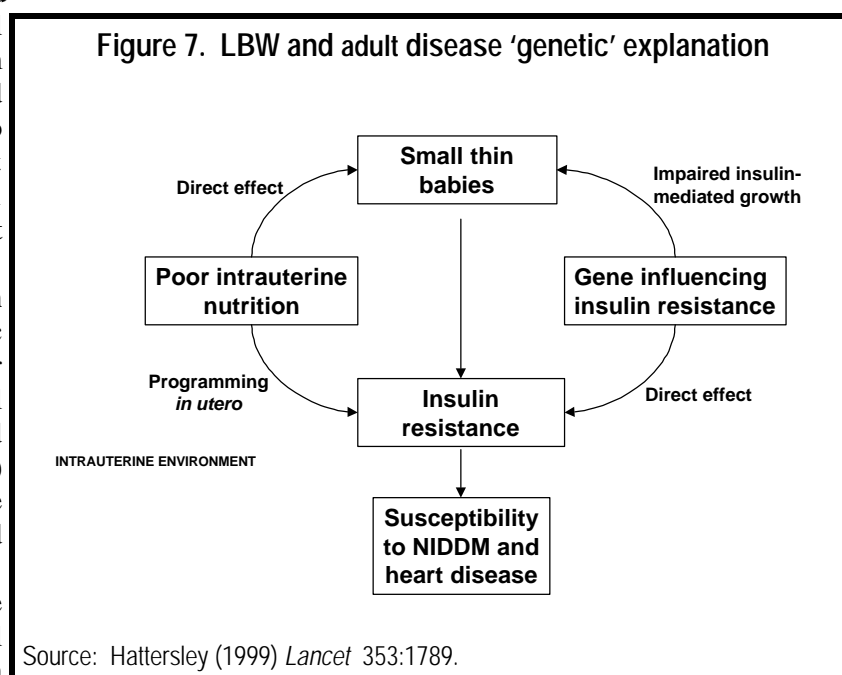 Figure 7. LBW and adult disease ‘genetic’ explanation
Small thin
babies
Direct effect
Impaired insulin-
mediated growth
Poor intrauterine
nutrition
Gene influencing
insulin resistance
Programming
in utero
Insulin
resistance
Direct effect
INTRAUTERINE ENVIRONMENT
Susceptibility
to NIDDM and
heart disease
Source: Hattersley (1999) Lancet 353:1789.